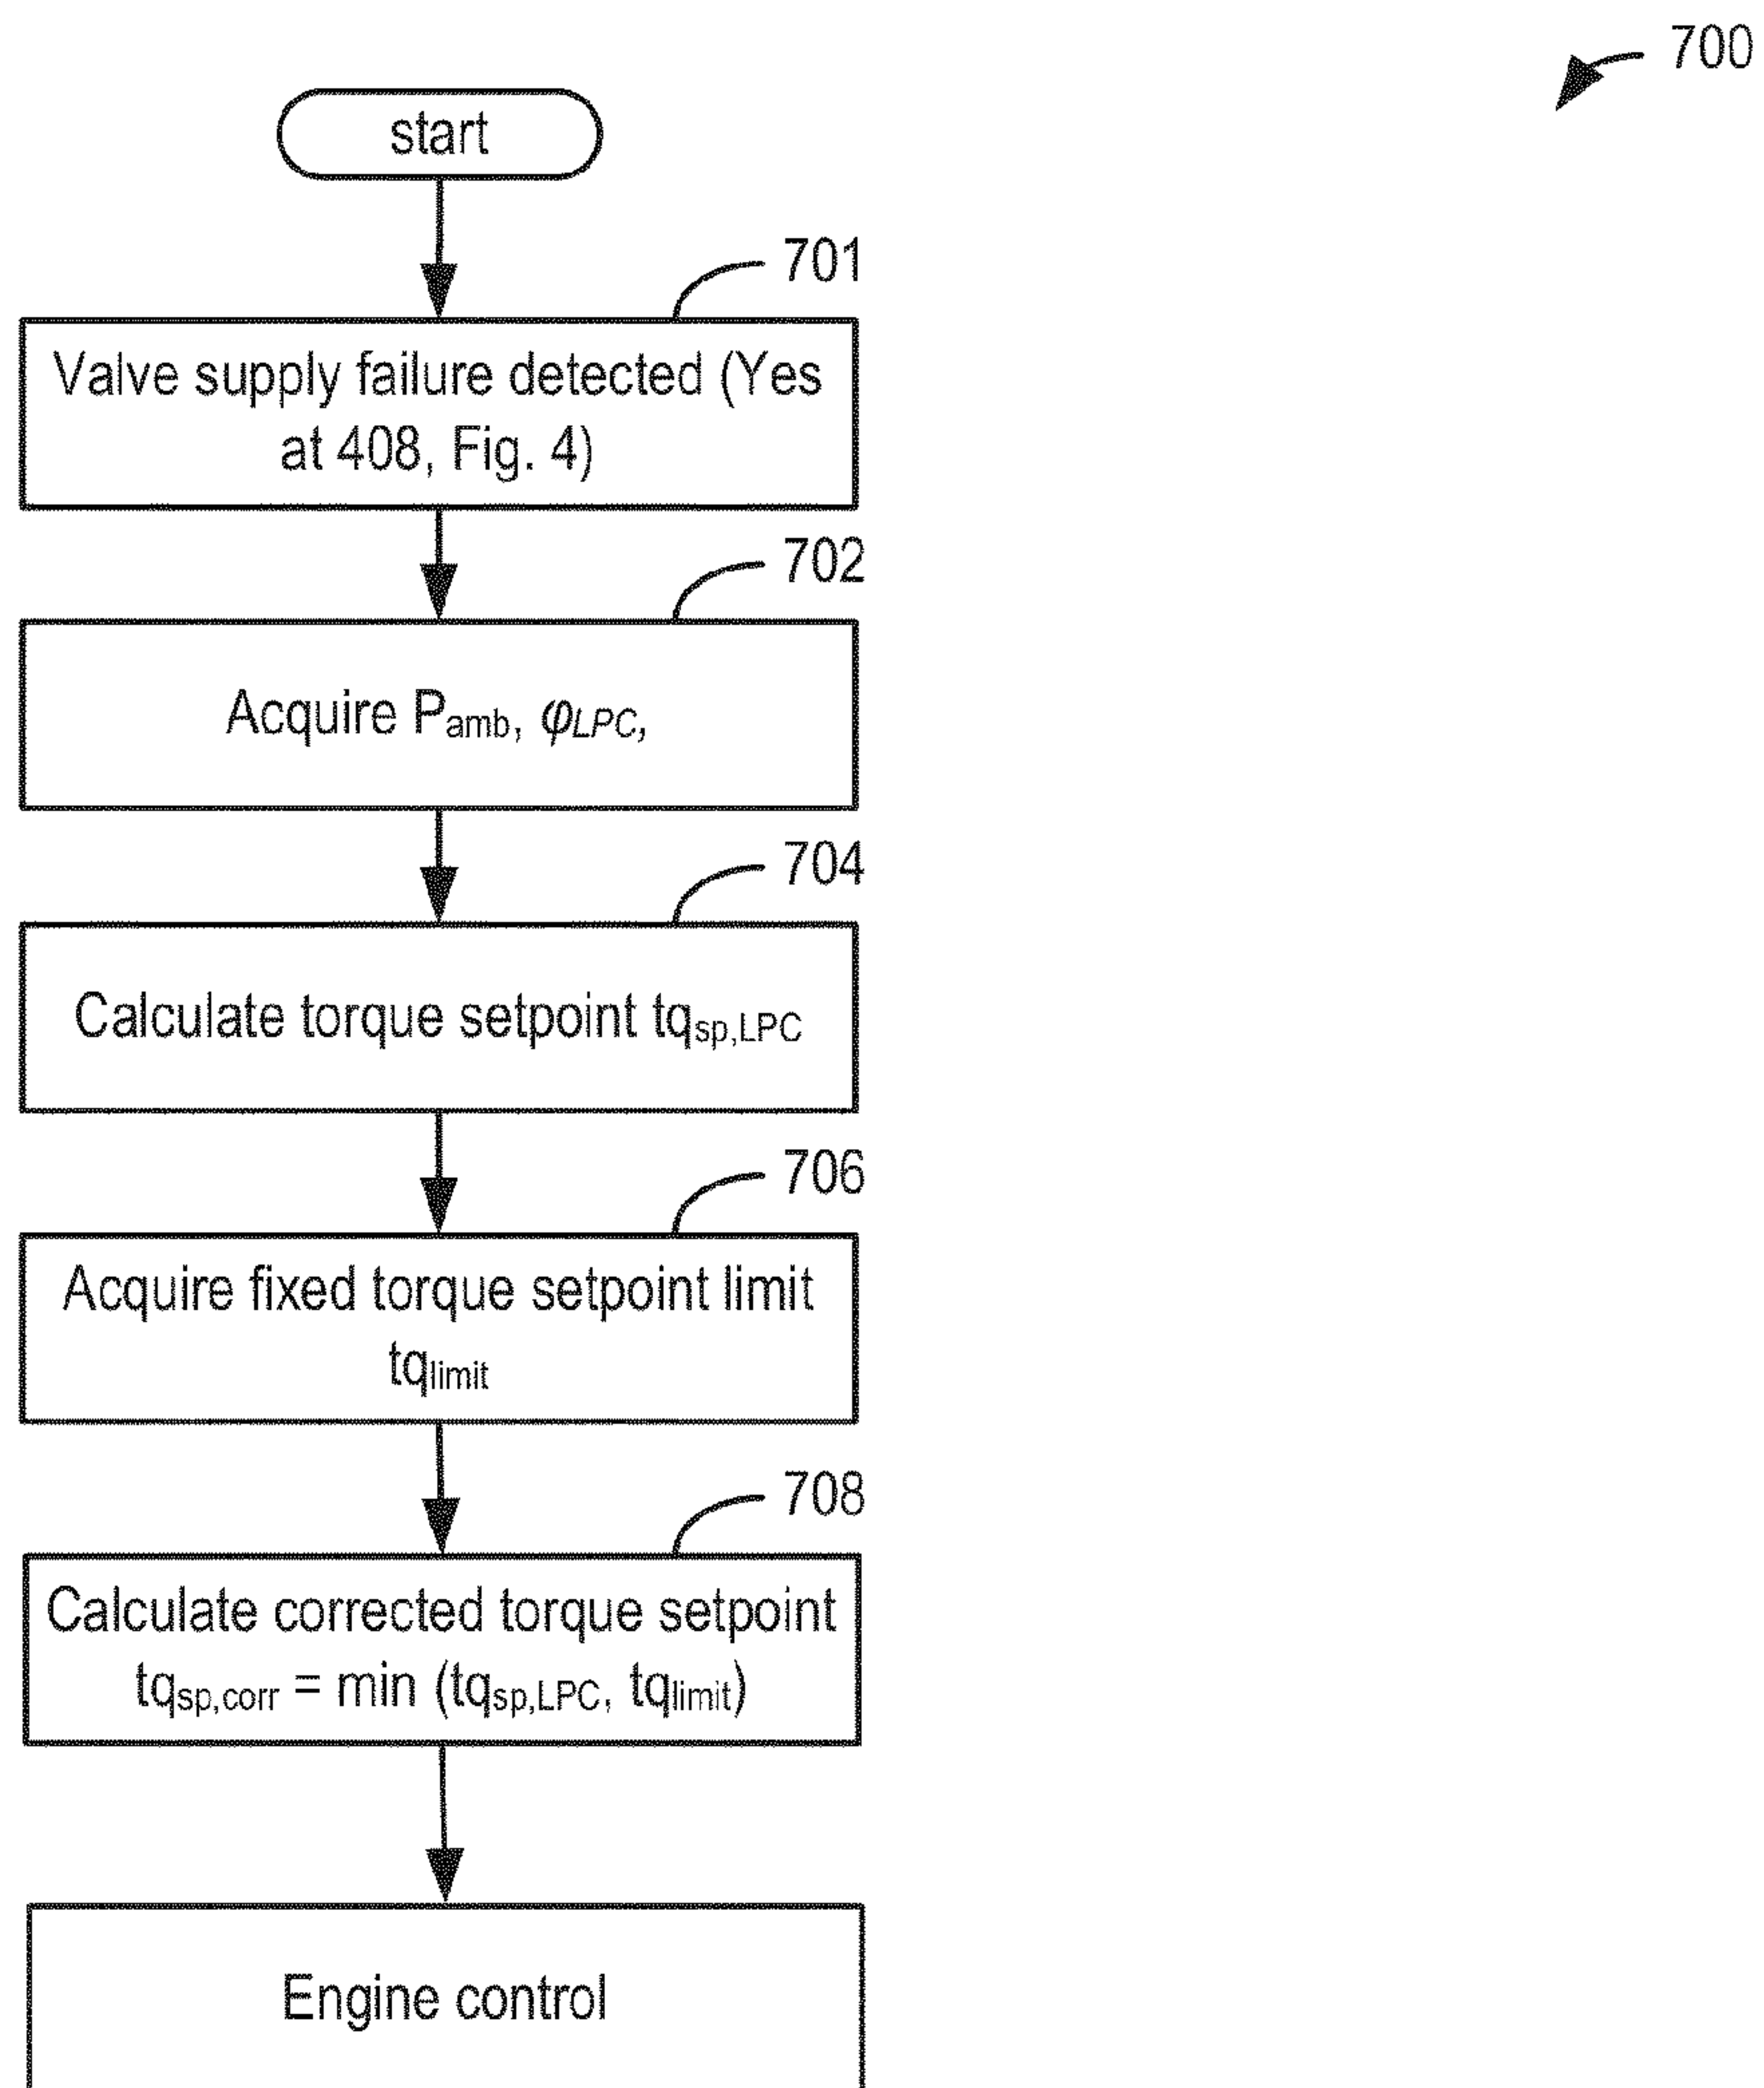 700
start
701
Valve supply failure detected (Yes
at 408, Fig. 4)
702
Acquire Pamb, φLPC,
704
Calculate torque setpoint tqsp,LPC
706
Acquire fixed torque setpoint limit
tqlimit
708
Calculate corrected torque setpoint
tqsp,corr = min (tqsp,LPC, tqlimit)
Engine control